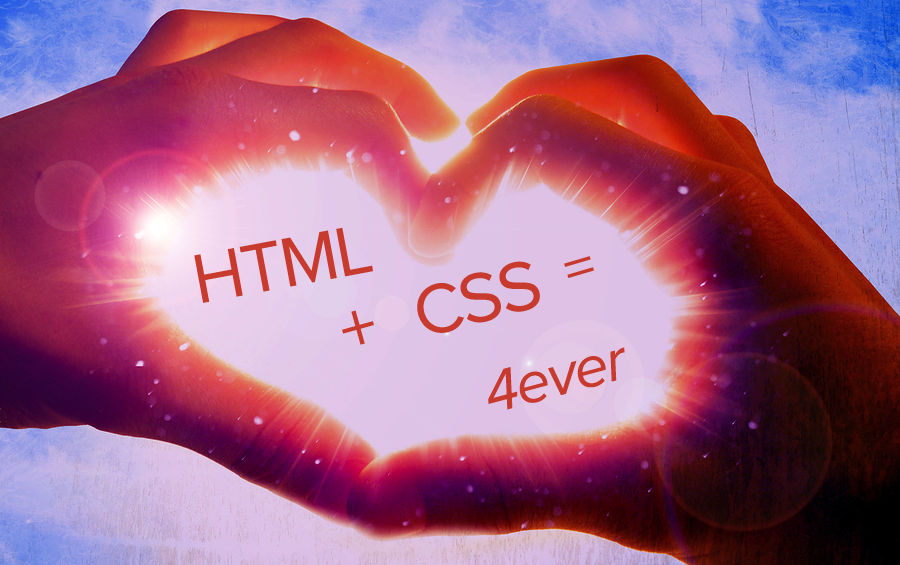 HTML
+ CSS =
4ever